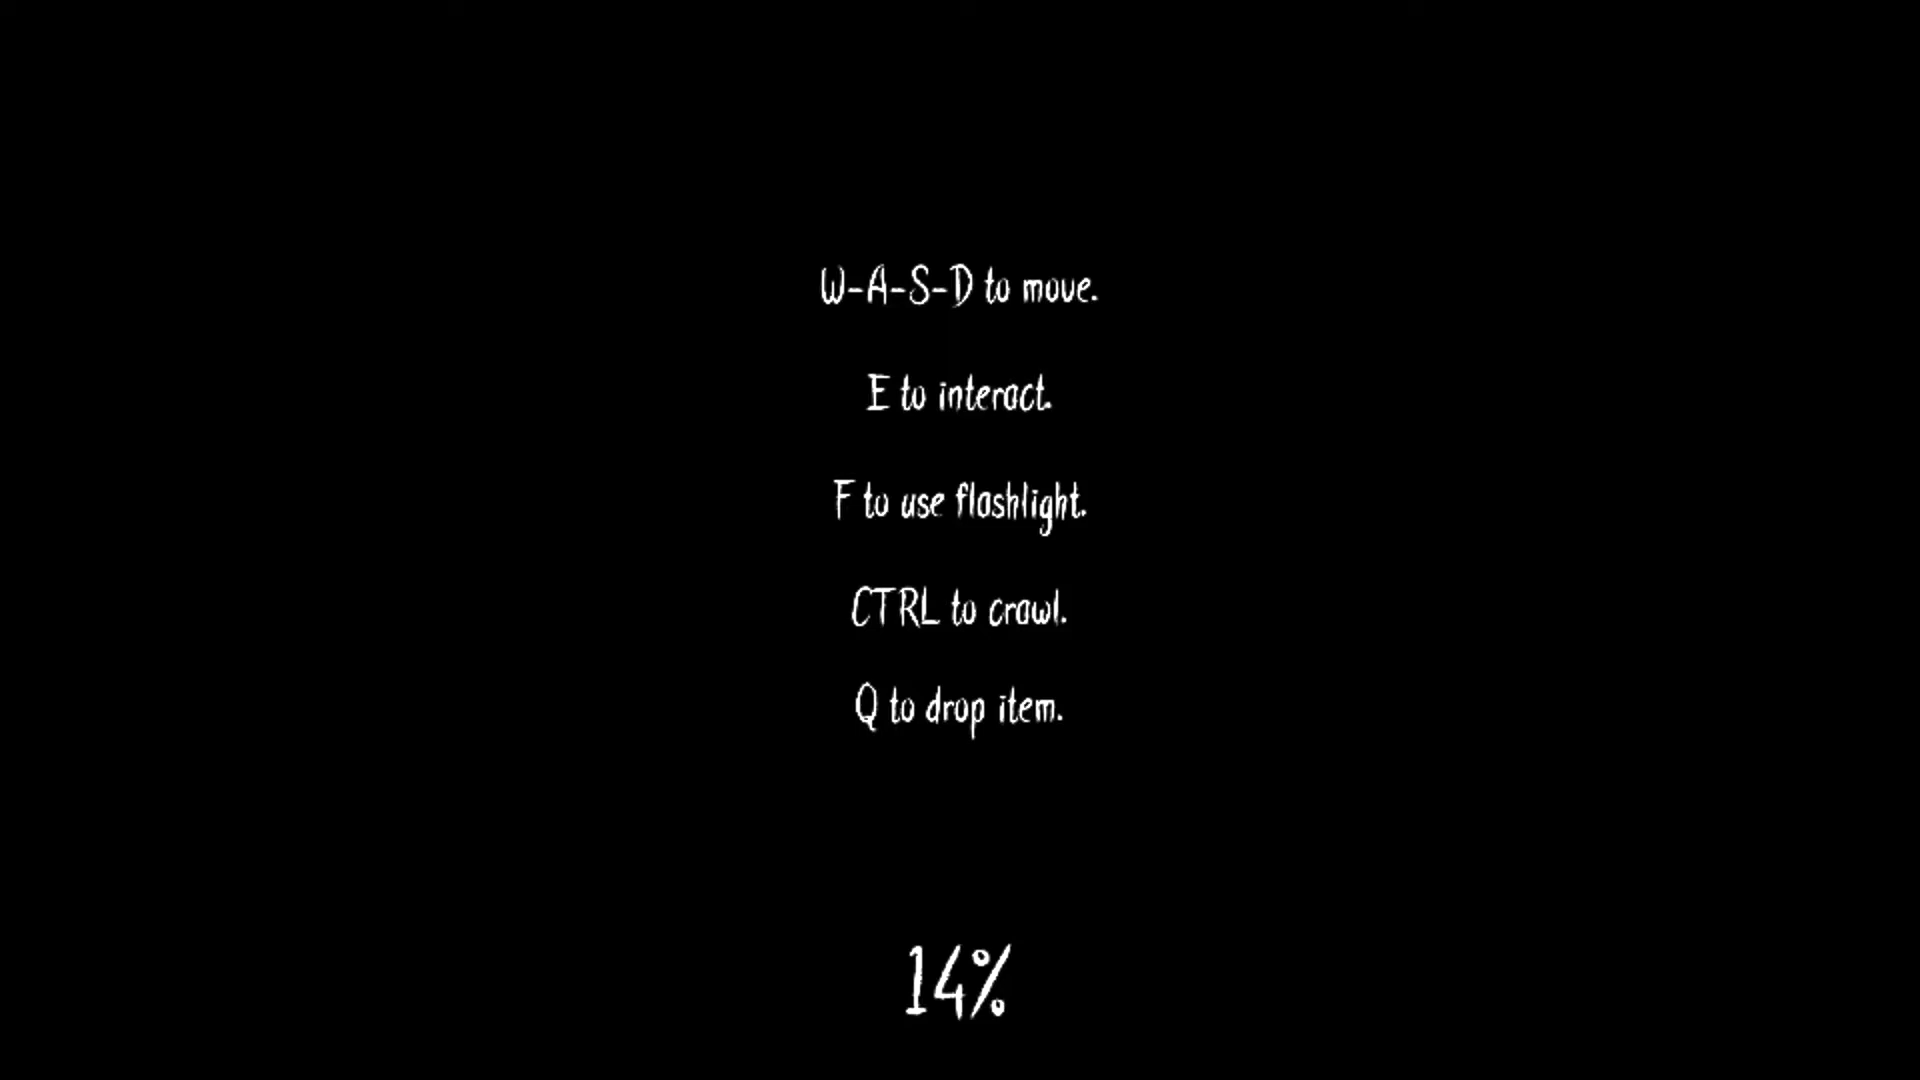 W-A-S-D to move.
E to interact.
F to use flashlight.
CTRL to crawl.
Q to drop item.
14%